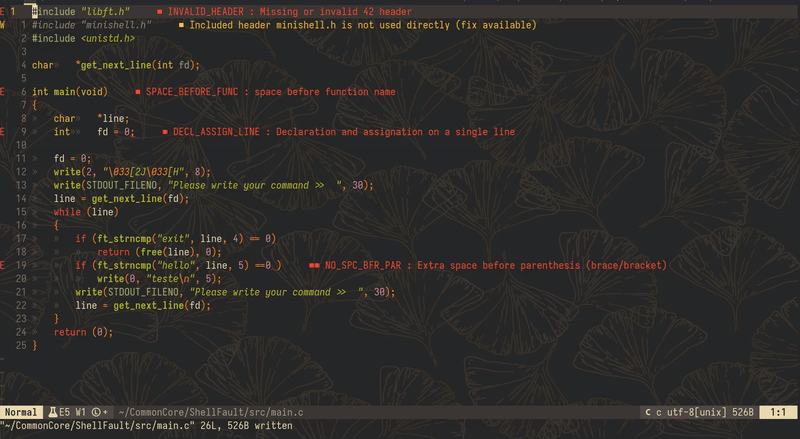 E 1 #include "libft.h" ■ INVALID_HEADER : Missing or invalid 42 header
W 1 #include "minishell.h" ■ Included header minishell.h is not used directly (fix available)
2 #include <unistd.h>
3
4 char» *get_next_line(int fd);
5
E 6 int main(void) ■ SPACE_BEFORE_FUNC : space before function name
7 {
8 » char» *line;
E 9 » int»» fd = 0; ■ DECL_ASSIGN_LINE : Declaration and assignation on a single line
10
11 » fd = 0;
12 » write(2, "\033[2J\033[H", 8);
13 » write(STDOUT_FILENO, "Please write your command >>  ", 30);
14 » line = get_next_line(fd);
15 » while (line)
16 » {
17 » » if (ft_strncmp("exit", line, 4) == 0)
18 » » » return (free(line), 0);
E 19 » » if (ft_strncmp("hello", line, 5) ==0 ) ■■ NO_SPC_BFR_PAR : Extra space before parenthesis (brace/bracket)
20 » » » write(0, "teste\n", 5);
21 » » write(STDOUT_FILENO, "Please write your command >>  ", 30);
22 » » line = get_next_line(fd);
23 » }
24 » return (0);
25 }
Normal E5 W1 + ~/CommonCore/ShellFault/src/main.c C c utf-8[unix] 526B 1:1
"~/CommonCore/ShellFault/src/main.c" 26L, 526B written